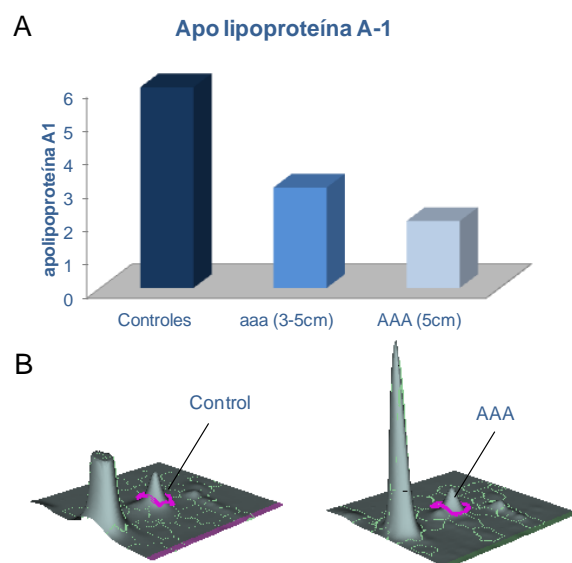 A
Apo lipoproteína A-1
apolipoproteína A1
6
5
4
3
2
1
0
Controles aaa (3-5cm) AAA (5cm)
B
Control AAA